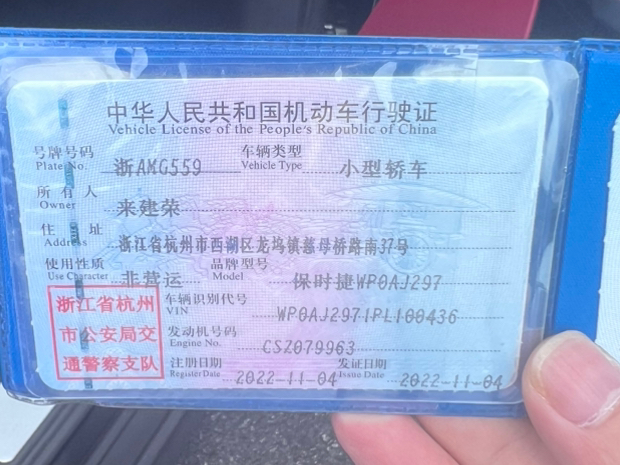 中华人民共和国机动车行驶证
Vehicle License of the People's Republic of China
号牌号码 浙AMG559 车辆类型 小型轿车
Plate No. Vehicle Type
所有人 来建荣
Owner
住址 浙江省杭州市西湖区龙坞镇慈母桥路南37号
Address
使用性质 非营运 品牌型号 保时捷WP0AJ297
Use Character Model
浙江省杭州
市公安局交
通警察支队
车辆识别代号 WP0AJ2971PL100436
VIN
发动机号码 CSZ079963
Engine No.
注册日期 2022-11-04 发证日期 2022-11-04
Register Date Issue Date